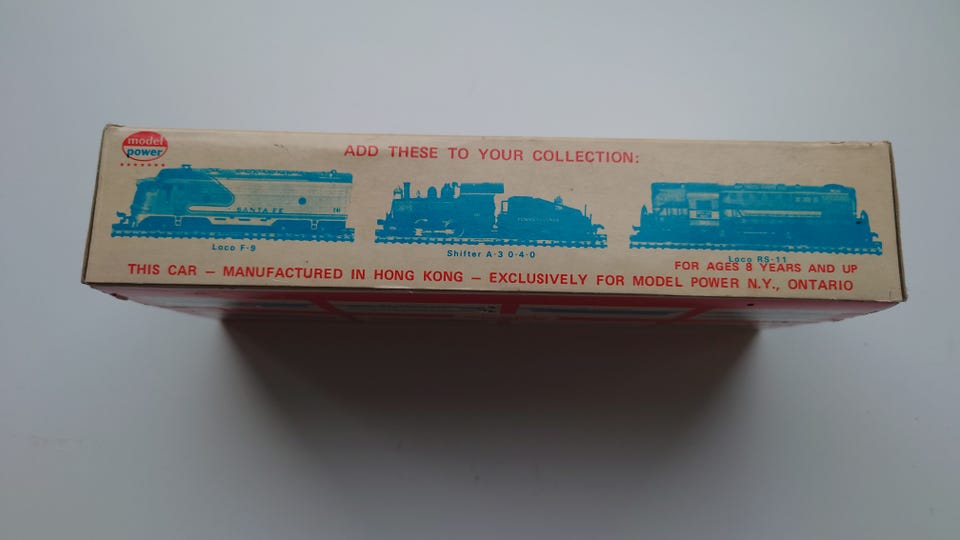 model
power
ADD THESE TO YOUR COLLECTION:
SANTA FE
PENNSYLVANIA
Loco F-9
Shifter A-3 0-4-0
Loco RS-11
FOR AGES 8 YEARS AND UP
THIS CAR — MANUFACTURED IN HONG KONG — EXCLUSIVELY FOR MODEL POWER N.Y., ONTARIO